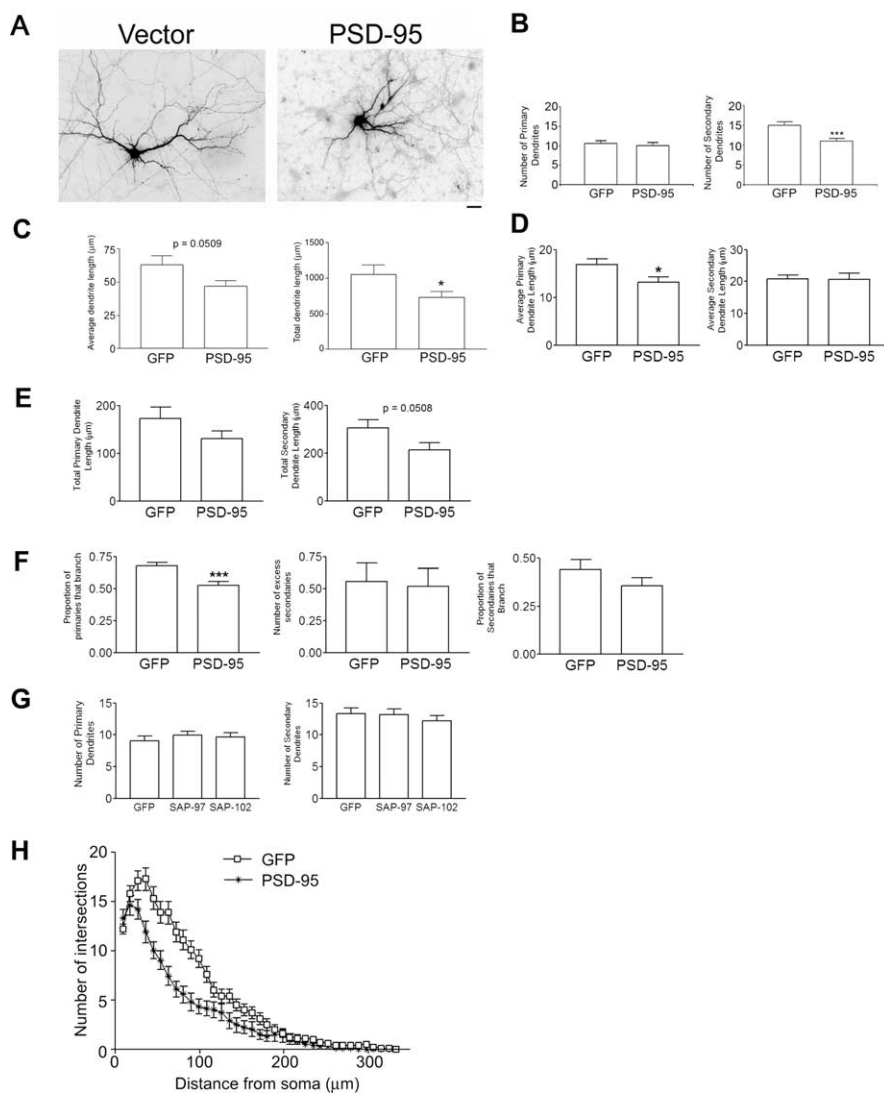 A
Vector
PSD-95
B
Number of Primary
Dendrites
20
15
10
5
0
GFP
PSD-95
Number of Secondary
Dendrites
20
15
10
5
0
***
GFP
PSD-95
C
Average dendrite length (µm)
75
50
25
0
p = 0.0509
GFP
PSD-95
Total dendrite length (µm)
1500
1000
500
0
*
GFP
PSD-95
D
Average Primary
Dendrite Length (µm)
20
10
0
*
GFP
PSD-95
Average Secondary
Dendrite Length (µm)
30
20
10
0
GFP
PSD-95
E
Total Primary Dendrite
Length (µm)
200
100
0
GFP
PSD-95
Total Secondary
Dendrite Length (µm)
400
200
0
p = 0.0508
GFP
PSD-95
F
Proportion of
primaries that branch
0.75
0.50
0.25
0.00
***
GFP
PSD-95
Number of excess
secondaries
0.75
0.50
0.25
0.00
GFP
PSD-95
Proportion of
Secondaries that
Branch
0.50
0.25
0.00
GFP
PSD-95
G
Number of Primary
Dendrites
15
10
5
0
GFP
SAP-97
SAP-102
Number of Secondary
Dendrites
15
10
5
0
GFP
SAP-97
SAP-102
H
Number of intersections
20
15
10
5
0
GFP
PSD-95
0
100
200
300
Distance from soma (µm)